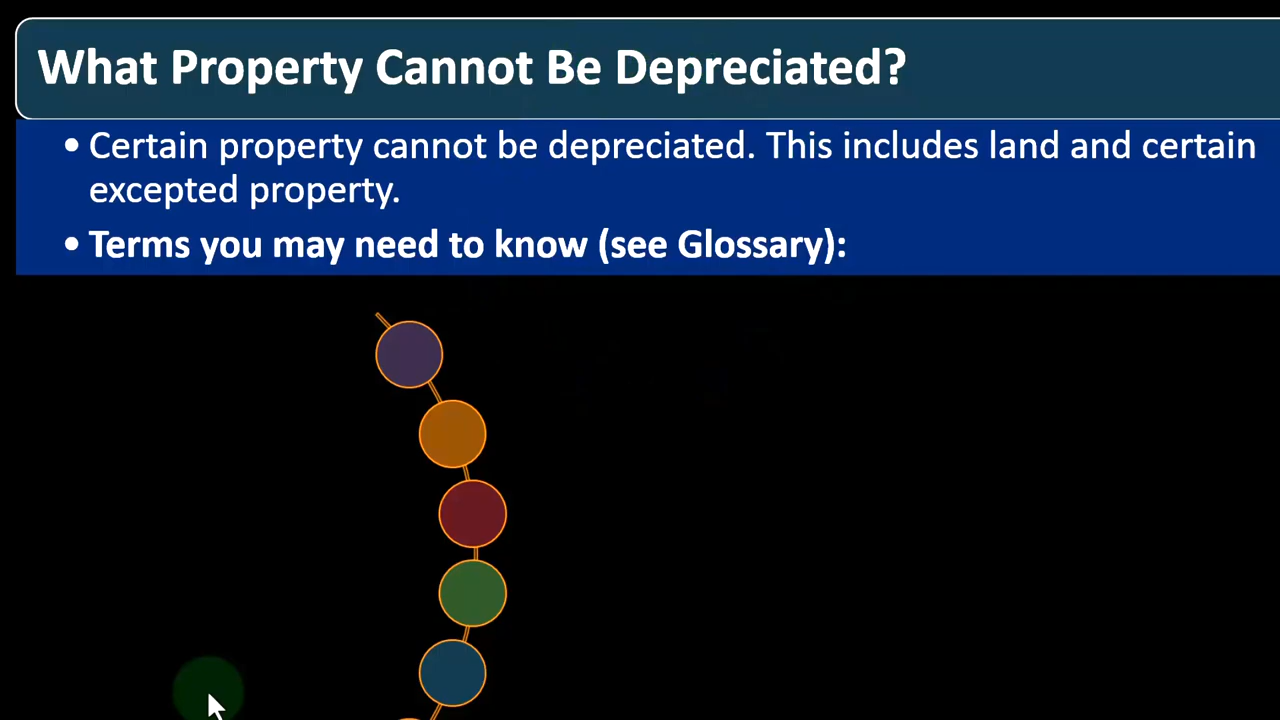 What Property Cannot Be Depreciated?
• Certain property cannot be depreciated. This includes land and certain
excepted property.
• Terms you may need to know (see Glossary):